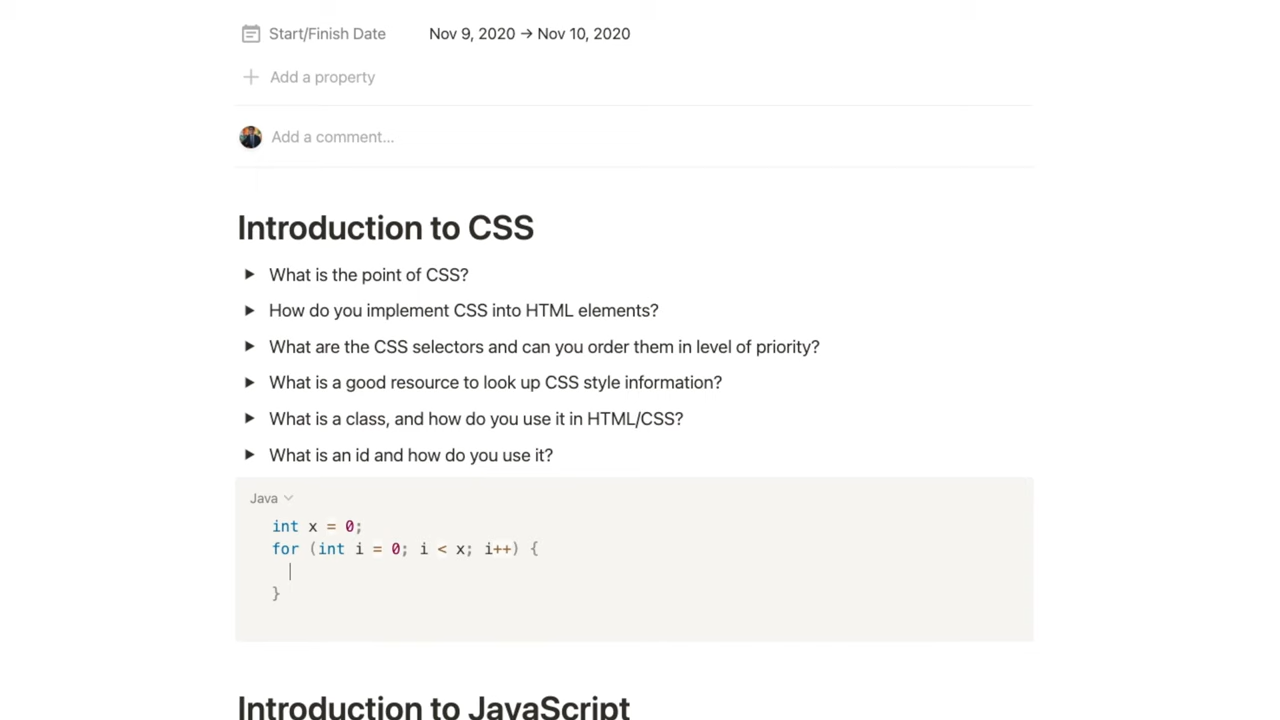 Start/Finish Date Nov 9, 2020 → Nov 10, 2020
Add a property
Add a comment...
Introduction to CSS
What is the point of CSS?
How do you implement CSS into HTML elements?
What are the CSS selectors and can you order them in level of priority?
What is a good resource to look up CSS style information?
What is a class, and how do you use it in HTML/CSS?
What is an id and how do you use it?
Java
int x = 0;
for (int i = 0; i < x; i++) {
}
Introduction to JavaScript